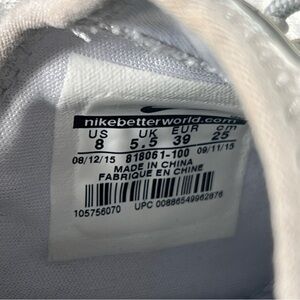 nikebetterworld.com
US UK EUR cm
8 5.5 39 25
08/12/15 818061-100 09/11/15
MADE IN CHINA
FABRIQUE EN CHINE
105756070 UPC 00886549962876